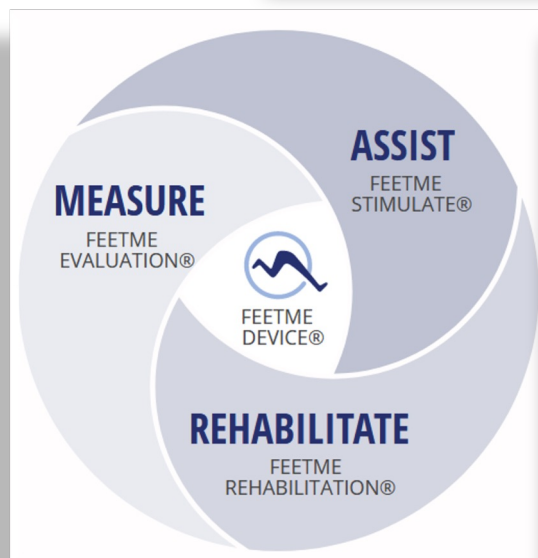 MEASURE
FEETME
EVALUATION®
ASSIST
FEETME
STIMULATE®
FEETME
DEVICE®
REHABILITATE
FEETME
REHABILITATION®